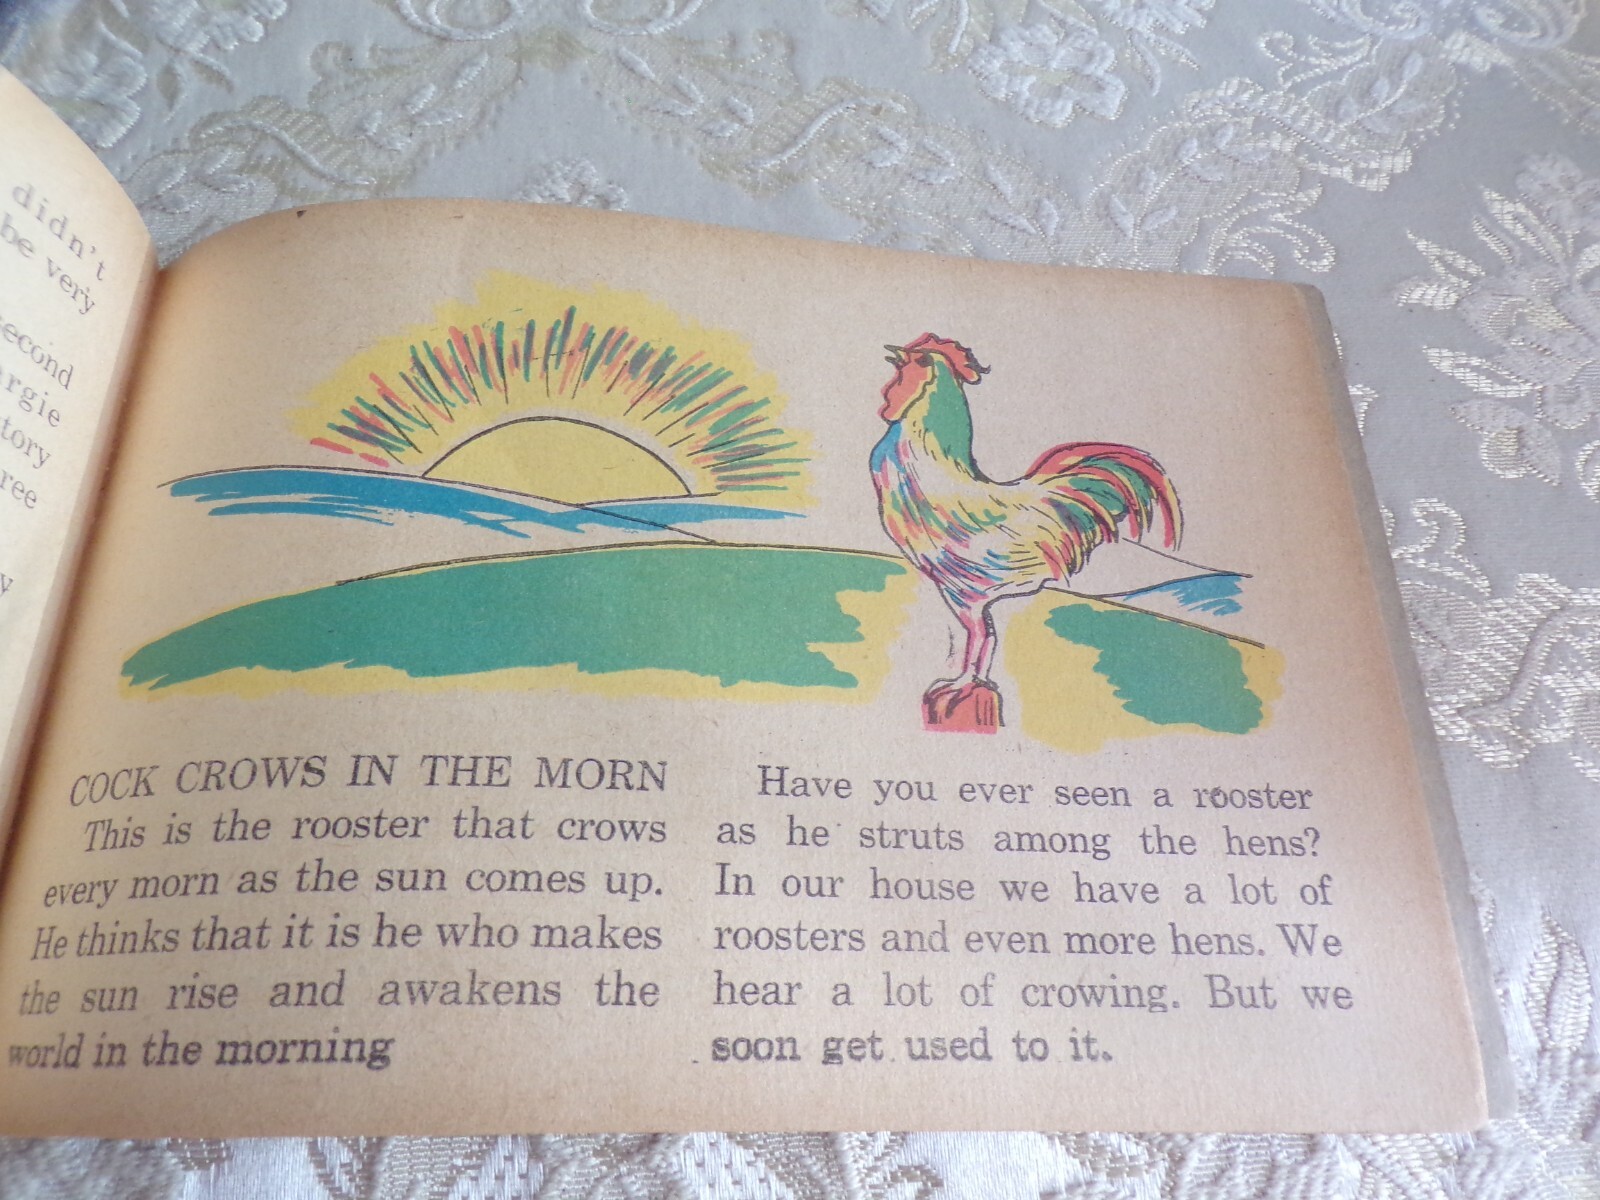 didn't
be very
second
argie
tory
ree
y
COCK CROWS IN THE MORN
This is the rooster that crows
every morn as the sun comes up.
He thinks that it is he who makes
the sun rise and awakens the
world in the morning
Have you ever seen a rooster
as he struts among the hens?
In our house we have a lot of
roosters and even more hens. We
hear a lot of crowing. But we
soon get used to it.